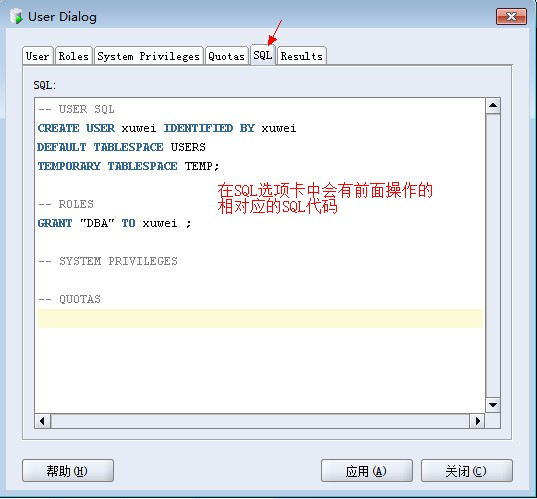 User Dialog
User Roles System Privileges Quotas SQL Results
SQL:
-- USER SQL
CREATE USER xuwei IDENTIFIED BY xuwei
DEFAULT TABLESPACE USERS
TEMPORARY TABLESPACE TEMP;
在SQL选项卡中会有前面操作的
相对应的SQL代码
-- ROLES
GRANT "DBA" TO xuwei ;
-- SYSTEM PRIVILEGES
-- QUOTAS
帮助(H) 应用(A) 关闭(C)